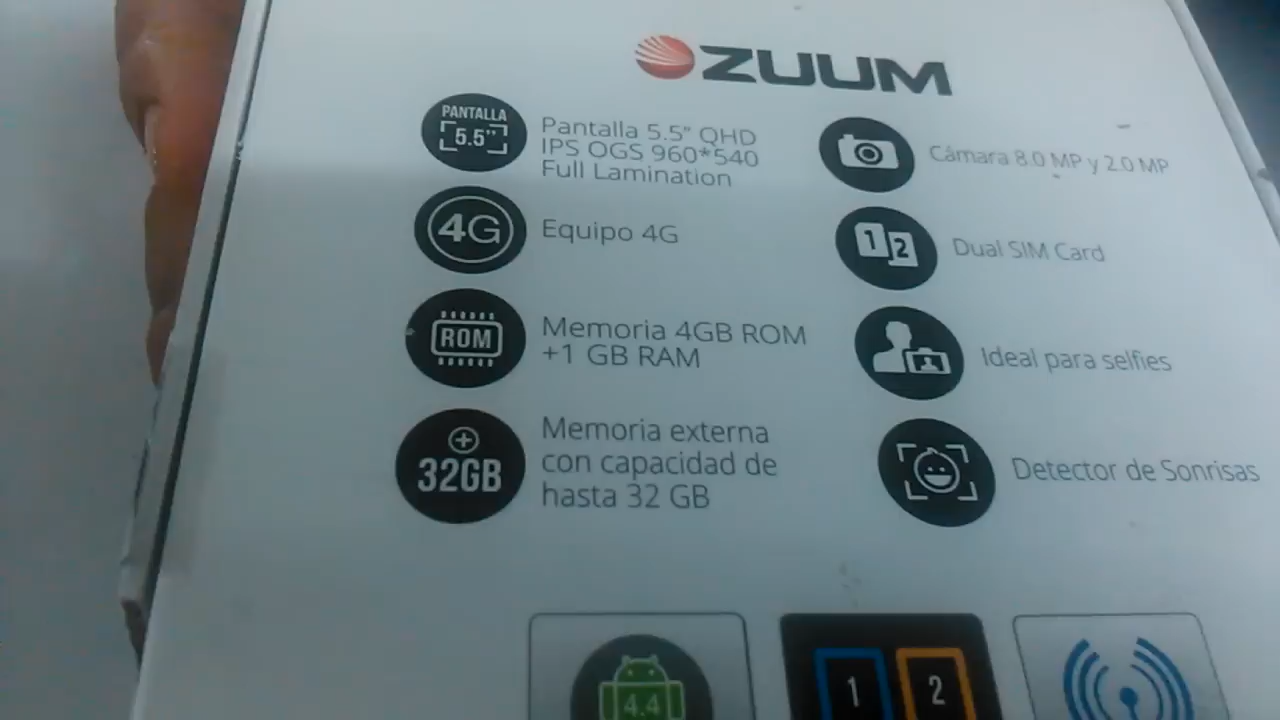 ZUUM
PANTALLA
5.5"
Pantalla 5.5" QHD
IPS OGS 960*540
Full Lamination
4G
Equipo 4G
ROM
Memoria 4GB ROM
+1 GB RAM
32GB
Memoria externa
con capacidad de
hasta 32 GB
Cámara 8.0 MP y 2.0 MP
1 2
Dual SIM Card
Ideal para selfies
Detector de Sonrisas
4.4
1 2